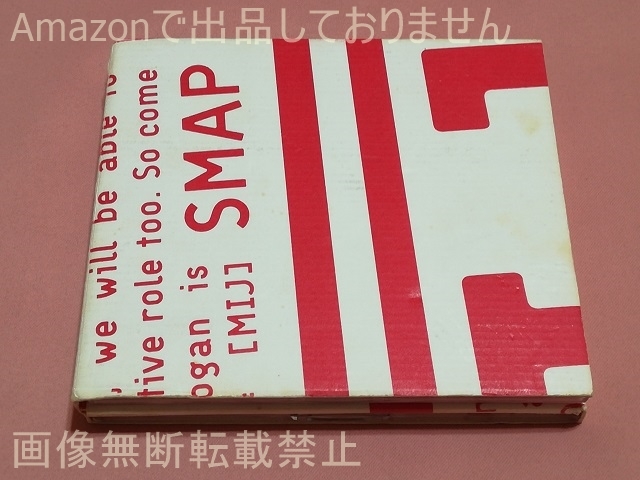 Amazonで出品しておりません
, we will be able to
tive role too. So come
ogan is SMAP
[MIJ]
画像無断転載禁止